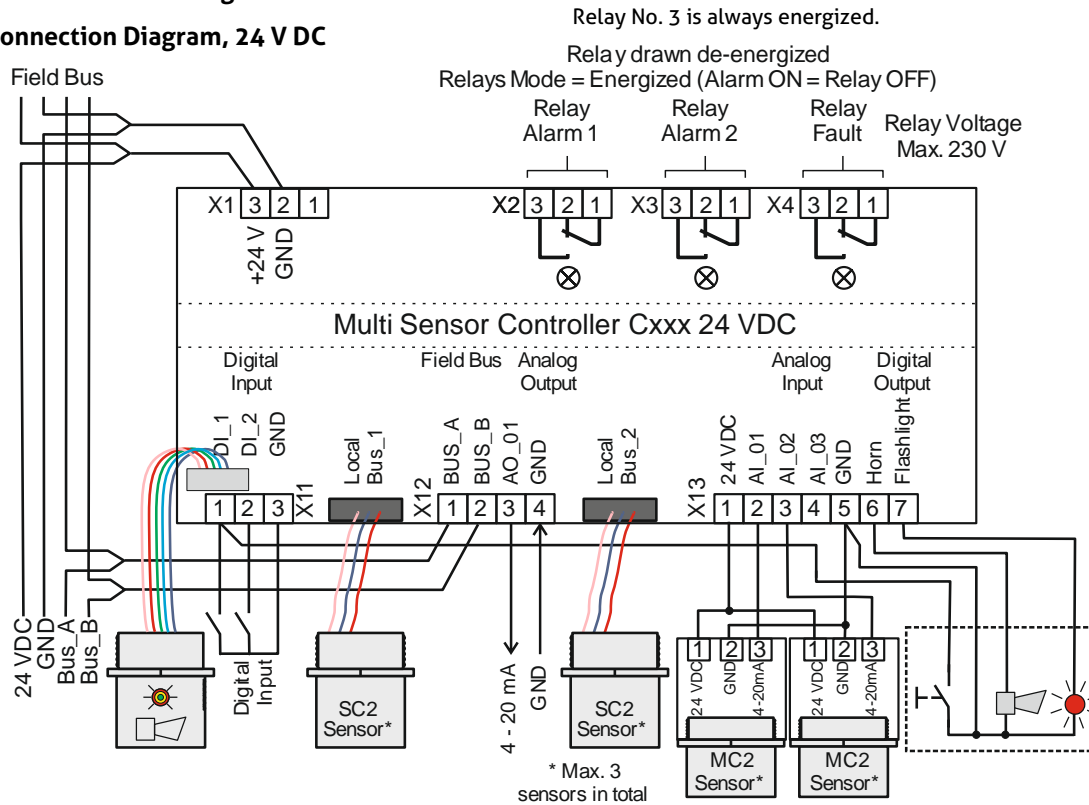 Relay No. 3 is always energized.
onnection Diagram, 24 V DC
Relay drawn de-energized
Field Bus
Relays Mode = Energized (Alarm ON = Relay OFF)
Relay Alarm 1
Relay Alarm 2
Relay Fault
Relay Voltage Max. 230 V
X1 3 2 1
X2 3 2 1
X3 3 2 1
X4 3 2 1
+24 V
GND
Multi Sensor Controller Cxxx 24 VDC
Digital Input
Field Bus
Analog Output
Analog Input
Digital Output
DI_1
DI_2
GND
Local Bus_1
BUS_A
BUS_B
AO_01
GND
Local Bus_2
24 VDC
AI_01
AI_02
AI_03
GND
Horn
Flashlight
1 2 3 X11
X12 1 2 3 4
X13 1 2 3 4 5 6 7
24 VDC
GND
Bus_A
Bus_B
Digital Input
SC2 Sensor*
4 - 20 mA
GND
SC2 Sensor*
1 2 3
24 VDC
GND
4-20mA
MC2 Sensor*
1 2 3
24 VDC
GND
4-20mA
MC2 Sensor*
* Max. 3
sensors in total